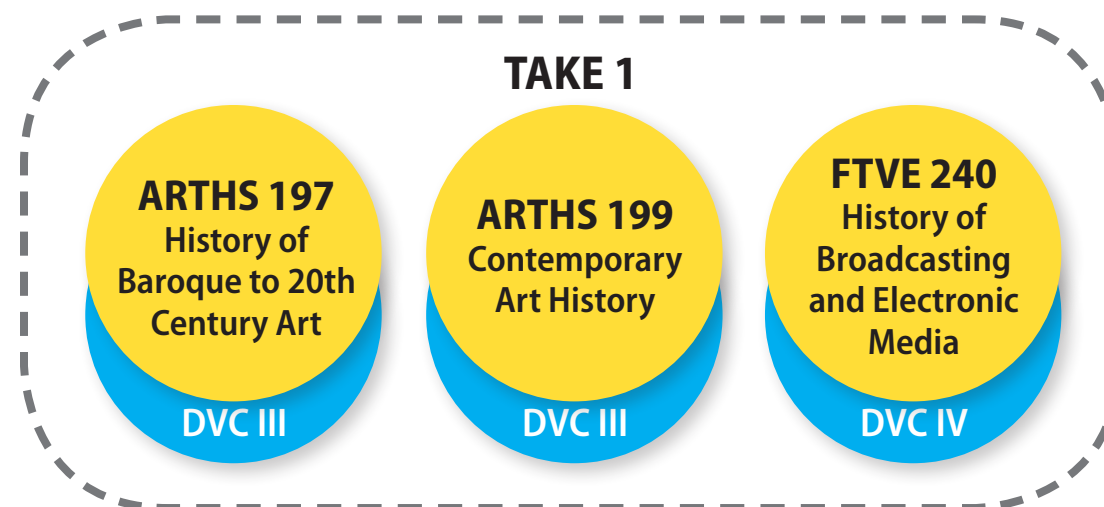 TAKE 1
ARTHS 197
History of
Baroque to 20th
Century Art
DVC III
ARTHS 199
Contemporary
Art History
DVC III
FTVE 240
History of
Broadcasting
and Electronic
Media
DVC IV